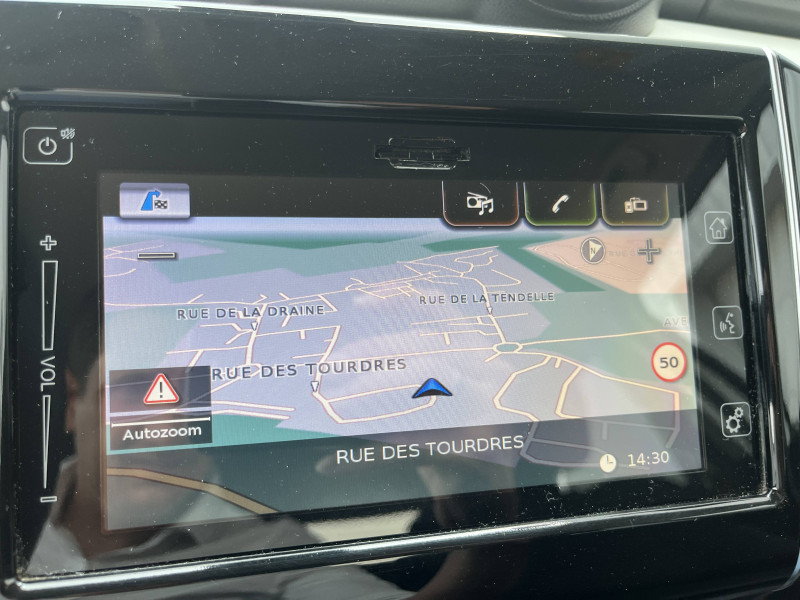 N
RUE DE LA DRAINE
RUE DE LA TENDELLE
AVE
RUE DES TOURDRES
50
Autozoom
RUE DES TOURDRES
14:30
VOL